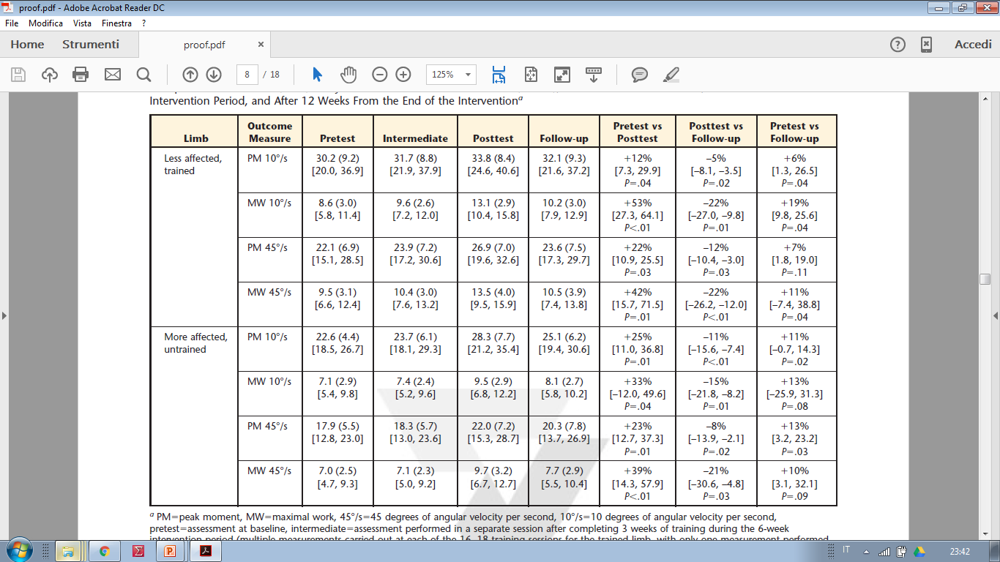 proof.pdf - Adobe Acrobat Reader DC
File Modifica Vista Finestra ?
Home Strumenti proof.pdf × ? Accedi
8 / 18 125%
Intervention Period, and After 12 Weeks From the End of the Interventionᵃ
Limb Outcome Measure Pretest Intermediate Posttest Follow-up Pretest vs Posttest Posttest vs Follow-up Pretest vs Follow-up
Less affected, PM 10°/s 30.2 (9.2) 31.7 (8.8) 33.8 (8.4) 32.1 (9.3) +12% –5% +6%
trained [20.0, 36.9] [21.9, 37.9] [24.6, 40.6] [21.6, 37.2] [7.3, 29.9] [–8.1, –3.5] [1.3, 26.5]
P=.04 P=.02 P=.04
MW 10°/s 8.6 (3.0) 9.6 (2.6) 13.1 (2.9) 10.2 (3.0) +53% –22% +19%
[5.8, 11.4] [7.2, 12.0] [10.4, 15.8] [7.9, 12.9] [27.3, 64.1] [–27.0, –9.8] [9.8, 25.6]
P<.01 P=.01 P=.04
PM 45°/s 22.1 (6.9) 23.9 (7.2) 26.9 (7.0) 23.6 (7.5) +22% –12% +7%
[15.1, 28.5] [17.2, 30.6] [19.6, 32.6] [17.3, 29.7] [10.9, 25.5] [–10.4, –3.0] [1.8, 19.0]
P=.03 P=.03 P=.11
MW 45°/s 9.5 (3.1) 10.4 (3.0) 13.5 (4.0) 10.5 (3.9) +42% –22% +11%
[6.6, 12.4] [7.6, 13.2] [9.5, 15.9] [7.4, 13.8] [15.7, 71.5] [–26.2, –12.0] [–7.4, 38.8]
P=.01 P<.01 P=.04
More affected, PM 10°/s 22.6 (4.4) 23.7 (6.1) 28.3 (7.7) 25.1 (6.2) +25% –11% +11%
untrained [18.5, 26.7] [18.1, 29.3] [21.2, 35.4] [19.4, 30.6] [11.0, 36.8] [–15.6, –7.4] [–0.7, 14.3]
P=.01 P<.01 P=.02
MW 10°/s 7.1 (2.9) 7.4 (2.4) 9.5 (2.9) 8.1 (2.7) +33% –15% +13%
[5.4, 9.8] [5.2, 9.6] [6.8, 12.2] [5.8, 10.2] [–12.0, 49.6] [–21.8, –8.2] [–25.9, 31.3]
P=.04 P=.01 P=.08
PM 45°/s 17.9 (5.5) 18.3 (5.7) 22.0 (7.2) 20.3 (7.8) +23% –8% +13%
[12.8, 23.0] [13.0, 23.6] [15.3, 28.7] [13.7, 26.9] [12.7, 37.3] [–13.9, –2.1] [3.2, 23.2]
P=.01 P=.02 P=.03
MW 45°/s 7.0 (2.5) 7.1 (2.3) 9.7 (3.2) 7.7 (2.9) +39% –21% +10%
[4.7, 9.3] [5.0, 9.2] [6.7, 12.7] [5.5, 10.4] [14.3, 57.9] [–30.6, –4.8] [3.1, 32.1]
P<.01 P=.03 P=.09
ᵃ PM=peak moment, MW=maximal work, 45°/s=45 degrees of angular velocity per second, 10°/s=10 degrees of angular velocity per second,
pretest=assessment at baseline, intermediate=assessment performed in a separate session after completing 3 weeks of training during the 6-week
intervention period (multiple measurements carried out at each of the 16–18 training sessions for the trained limb, with only one measurement performed
IT 23:42